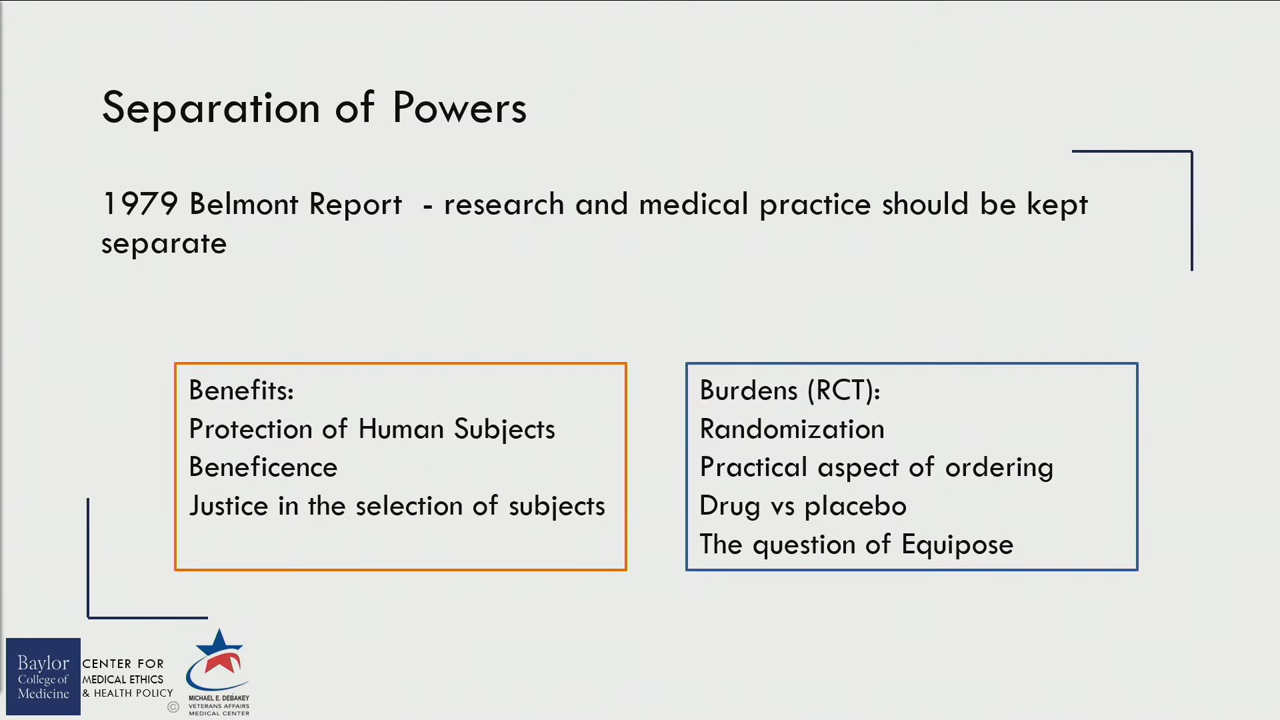 Separation of Powers
1979 Belmont Report - research and medical practice should be kept
separate
Benefits:
Protection of Human Subjects
Beneficence
Justice in the selection of subjects
Burdens (RCT):
Randomization
Practical aspect of ordering
Drug vs placebo
The question of Equipose
Baylor
College of
Medicine
CENTER FOR
MEDICAL ETHICS
& HEALTH POLICY
©
MICHAEL E. DEBAKEY
VETERANS AFFAIRS
MEDICAL CENTER